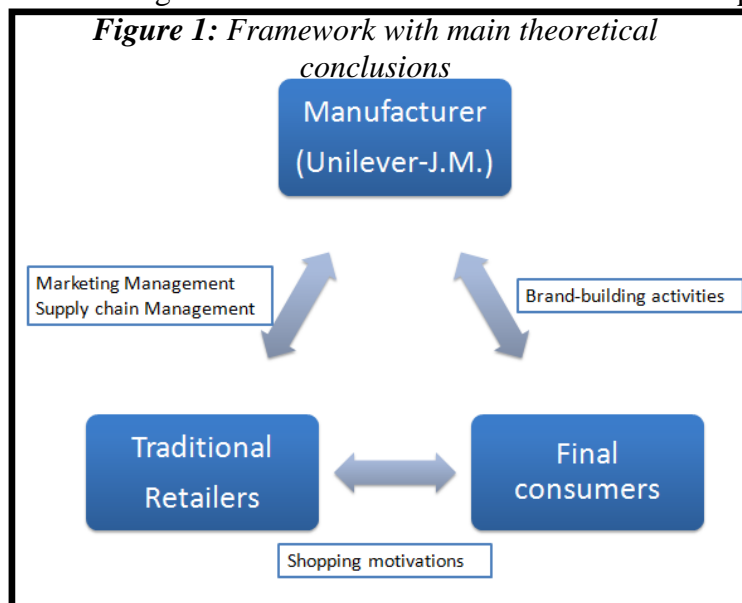 Figure 1: Framework with main theoretical
conclusions
Manufacturer
(Unilever-J.M.)
Marketing Management
Supply chain Management
Brand-building activities
Traditional
Retailers
Final
consumers
Shopping motivations